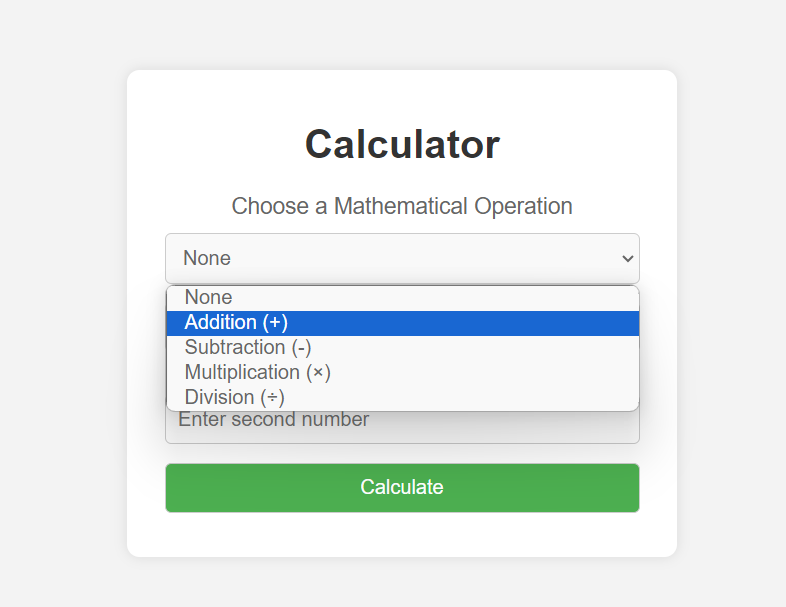 Calculator
Choose a Mathematical Operation
None
None
Addition (+)
Subtraction (-)
Multiplication (×)
Division (÷)
Enter second number
Calculate